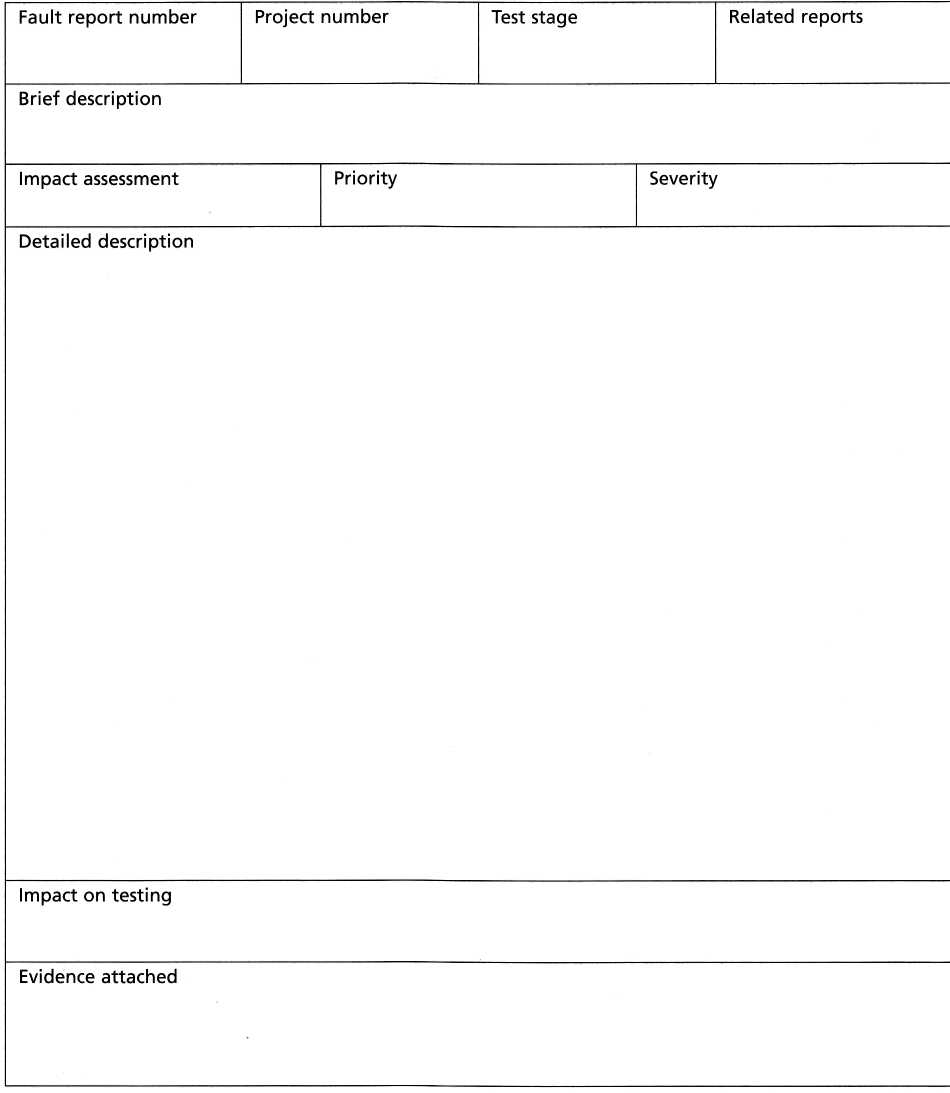 Fault report number
Project number
Test stage
Related reports
Brief description
Impact assessment
Priority
Severity
Detailed description
Impact on testing
Evidence attached